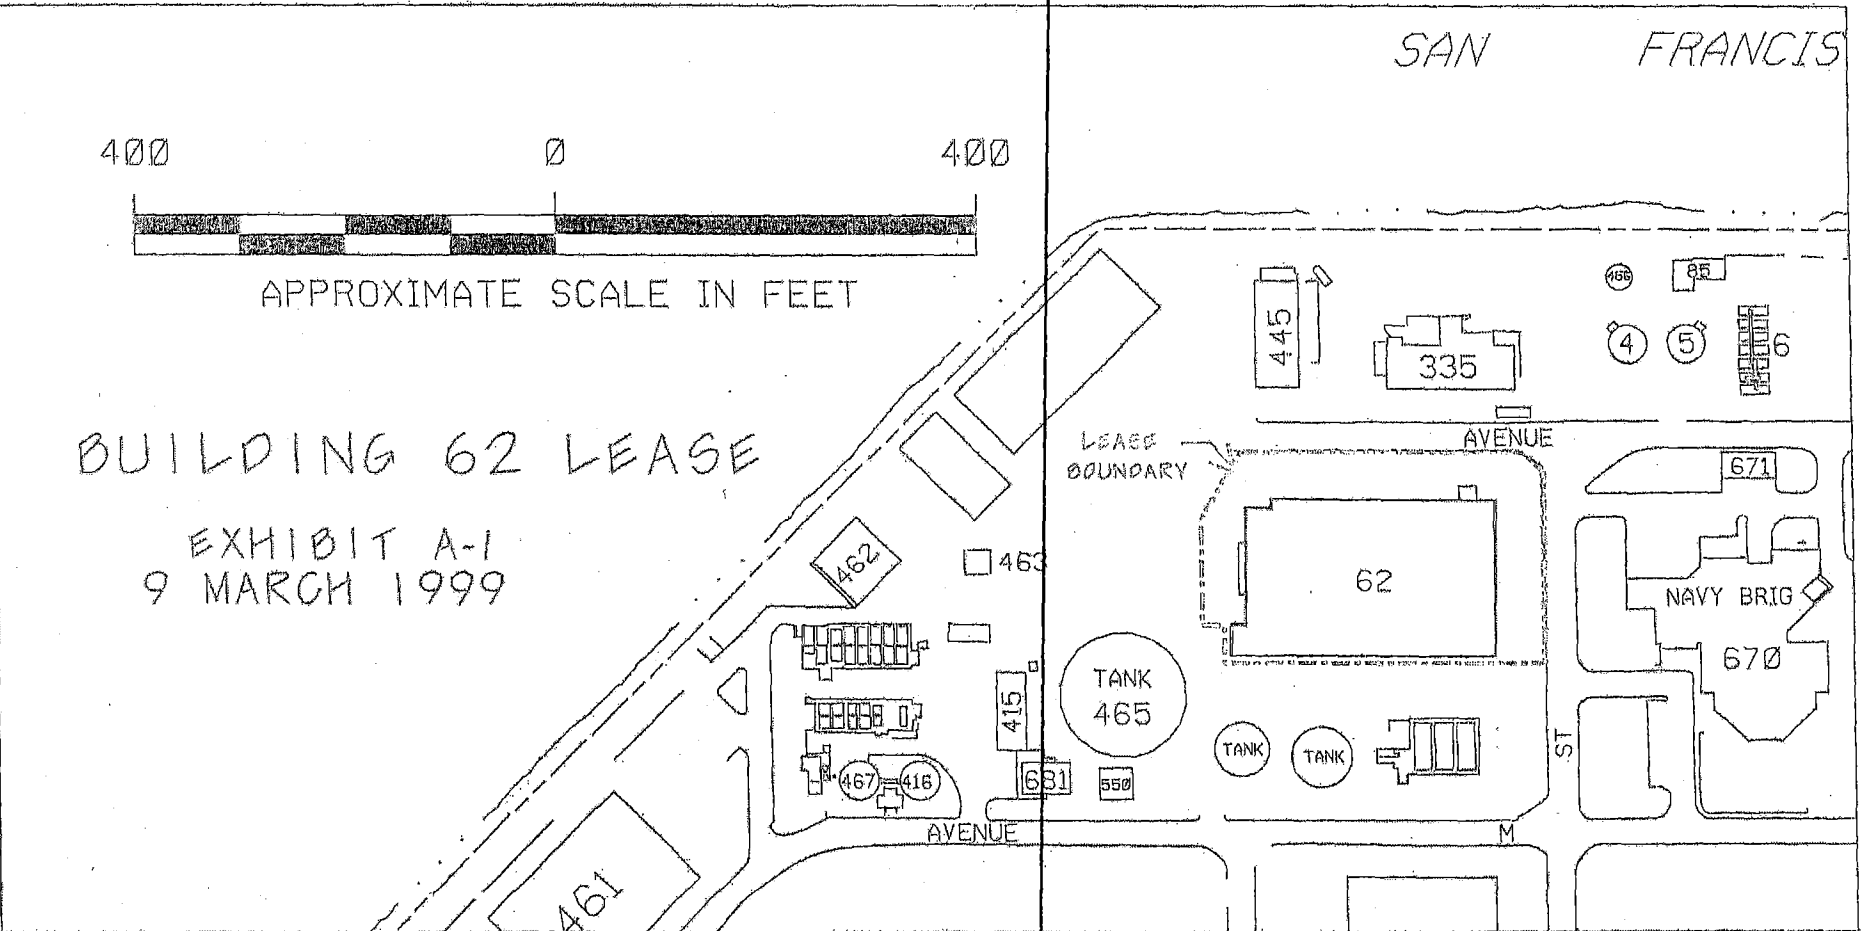 SAN FRANCIS
400 0 400
APPROXIMATE SCALE IN FEET
BUILDING 62 LEASE
EXHIBIT A-1
9 MARCH 1999
466
85
445
335
4
5
6
AVENUE
LEASE
BOUNDARY
671
462
463
62
NAVY BRIG
670
TANK
465
415
TANK
TANK
ST
467
416
681
550
AVENUE
M
461